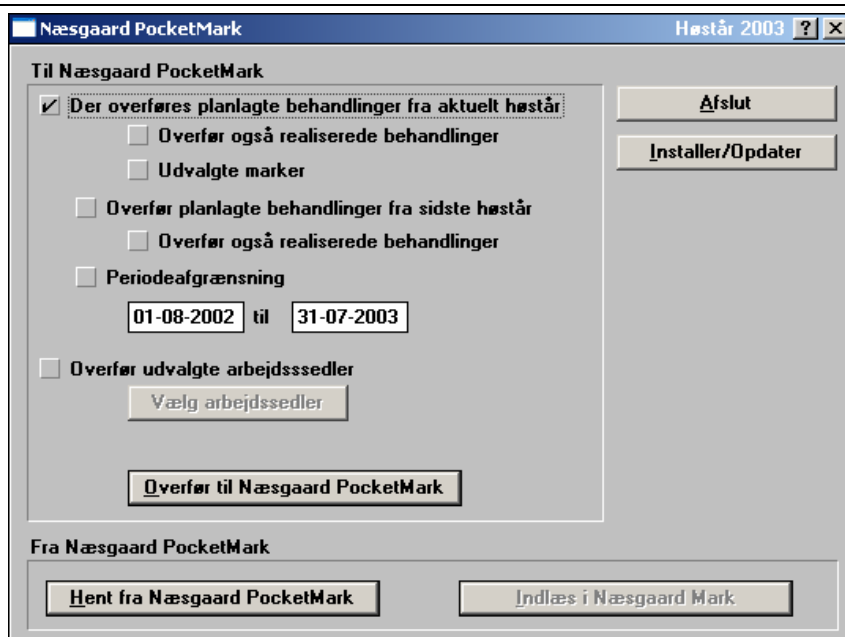 Næsgaard PocketMark Høstår 2003 ?
Til Næsgaard PocketMark
Der overføres planlagte behandlinger fra aktuelt høstår
Afslut
Overfør også realiserede behandlinger
Installer/Opdater
Udvalgte marker
Overfør planlagte behandlinger fra sidste høstår
Overfør også realiserede behandlinger
Periodeafgrænsning
01-08-2002 til 31-07-2003
Overfør udvalgte arbejdsssedler
Vælg arbejdssedler
Overfør til Næsgaard PocketMark
Fra Næsgaard PocketMark
Hent fra Næsgaard PocketMark Indlæs i Næsgaard Mark